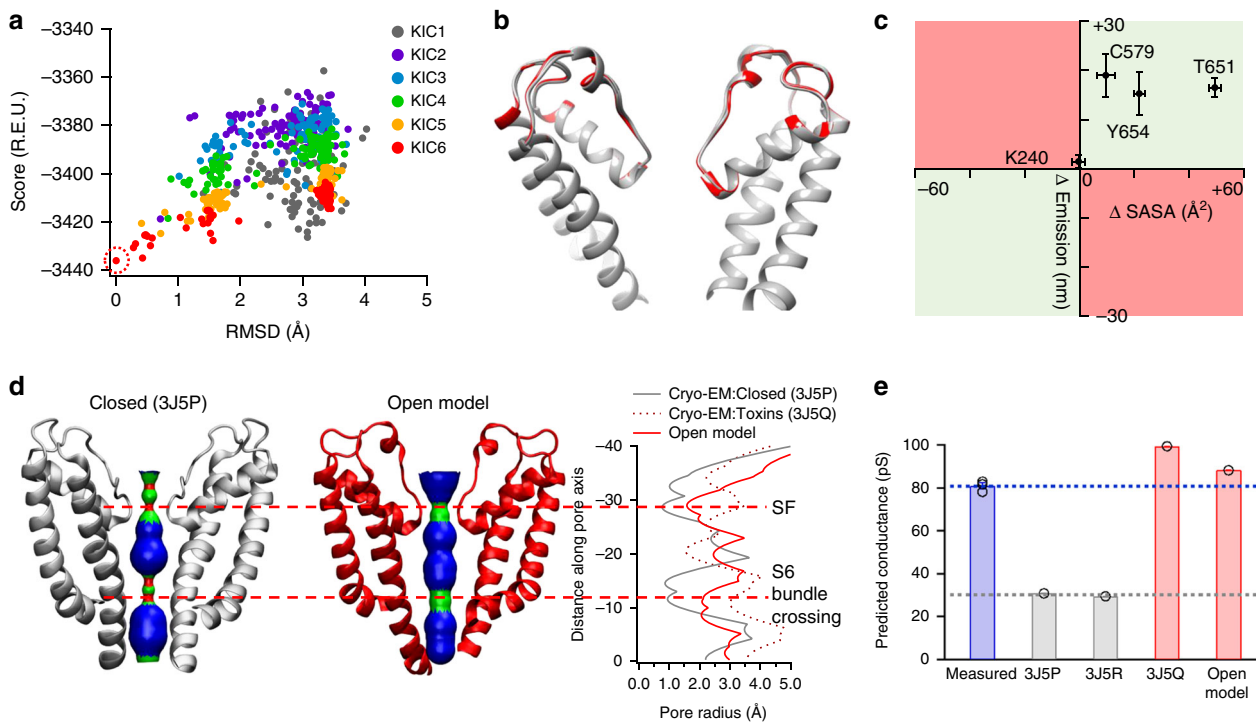 a
−3340
−3360
−3380
−3400
−3420
−3440
Score (R.E.U.)
0 1 2 3 4 5
RMSD (Å)
KIC1
KIC2
KIC3
KIC4
KIC5
KIC6
b
c
+30
C579
T651
Y654
K240
−60
0
+60
Δ SASA (Å²)
Δ Emission (nm)
−30
d
Closed (3J5P)
Open model
Cryo-EM:Closed (3J5P)
Cryo-EM:Toxins (3J5Q)
Open model
Distance along pore axis
−40
−30
−20
−10
0
SF
S6
bundle
crossing
0.0 1.0 2.0 3.0 4.0 5.0
Pore radius (Å)
e
Predicted conductance (pS)
100
80
60
40
20
0
Measured 3J5P 3J5R 3J5Q Open
model